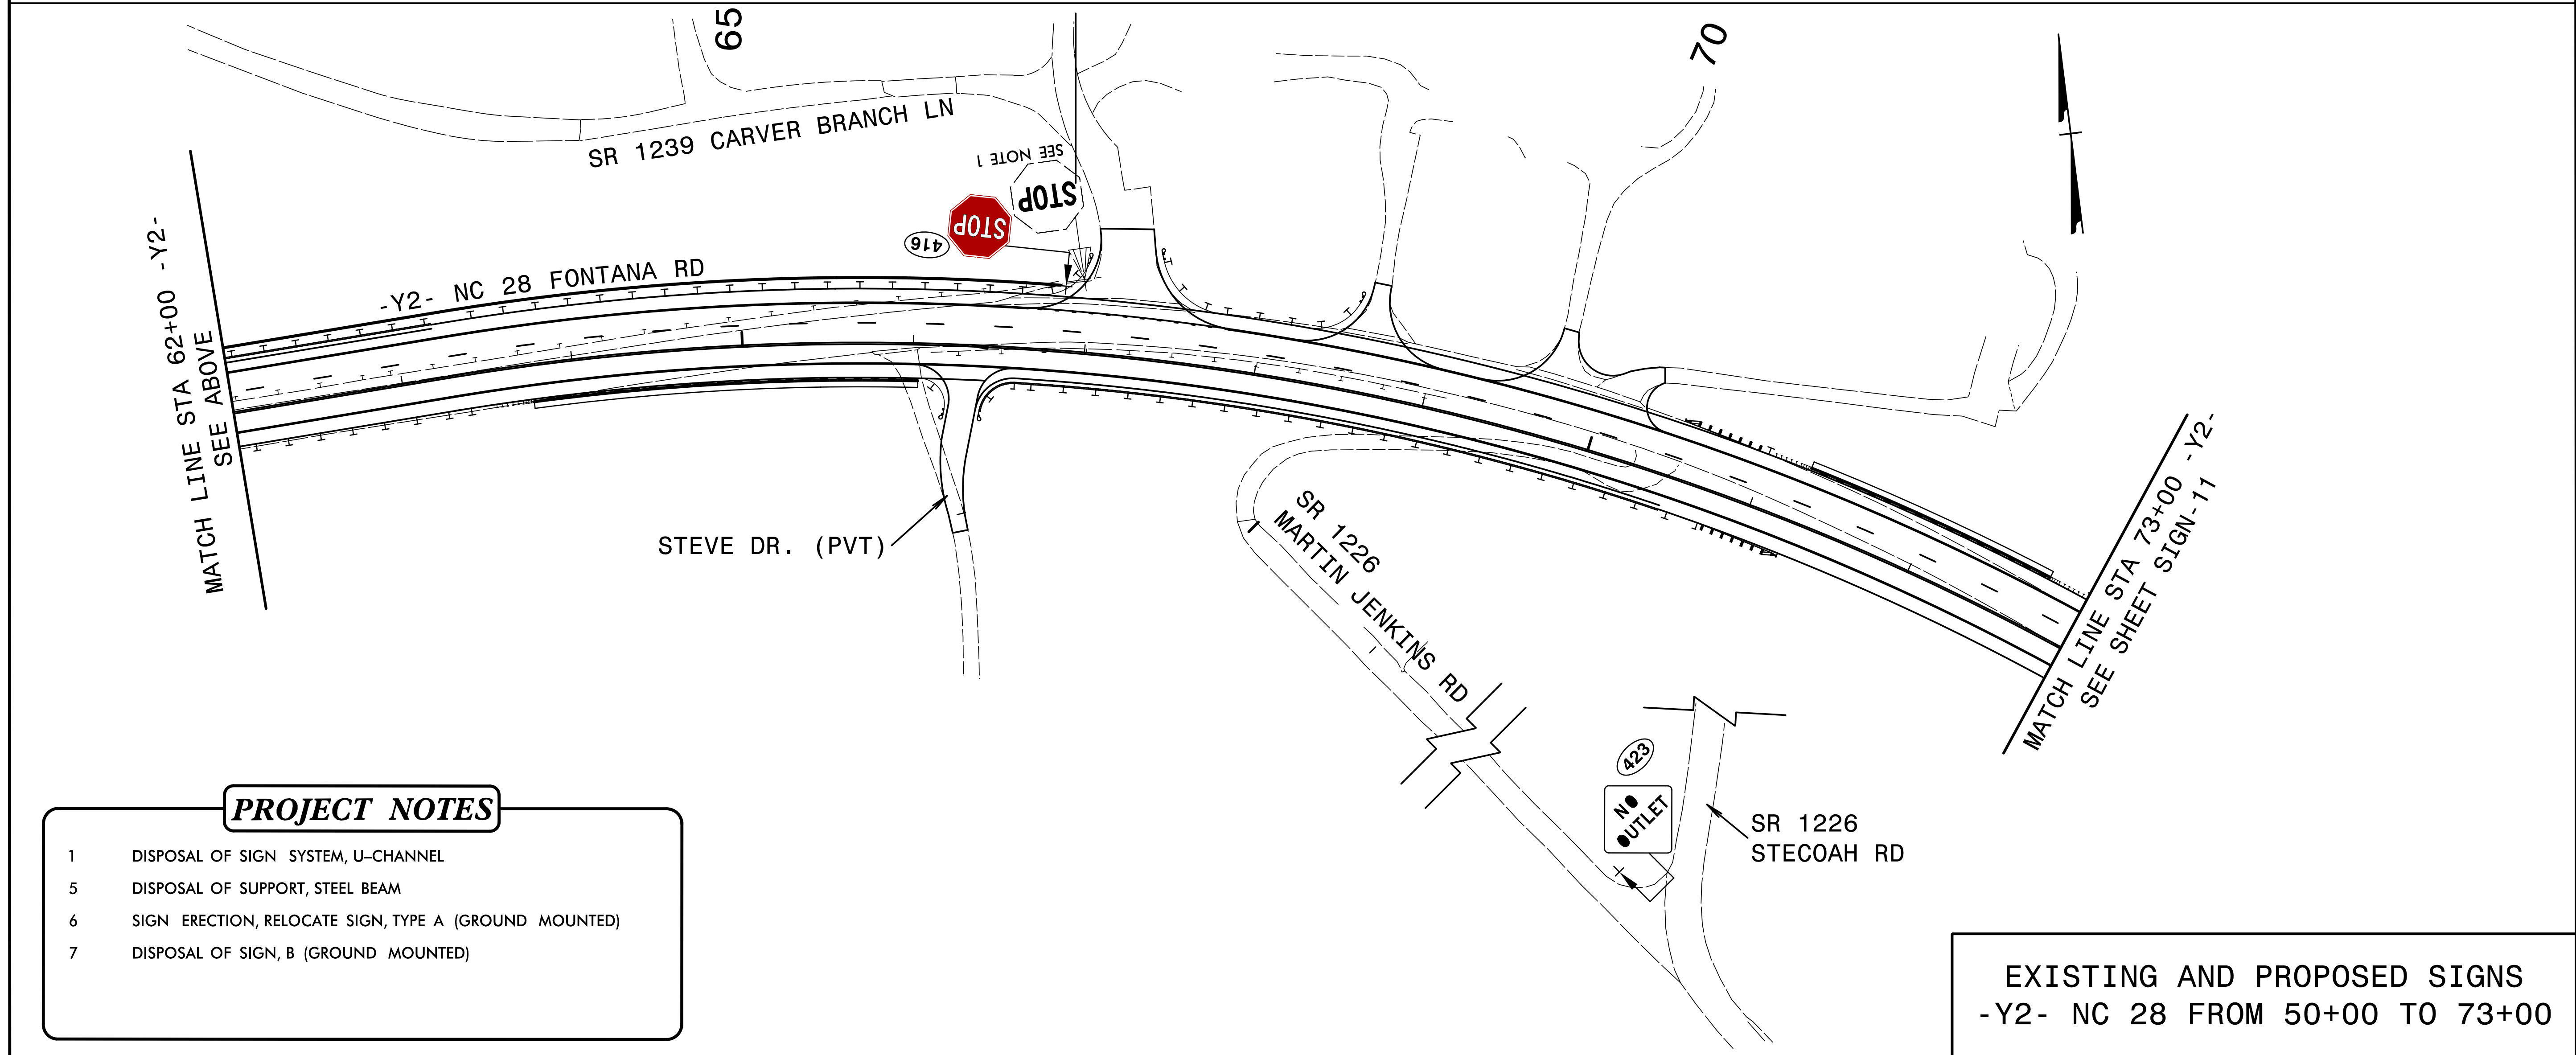 65
70
SR 1239 CARVER BRANCH LN
SEE NOTE 1
STOP
STOP
416
-Y2- NC 28 FONTANA RD
MATCH LINE STA 62+00 -Y2-
SEE ABOVE
STEVE DR. (PVT)
SR 1226
MARTIN JENKINS RD
MATCH LINE STA 73+00 -Y2-
SEE SHEET SIGN-11
423
NO
OUTLET
SR 1226
STECOAH RD
PROJECT NOTES
1 DISPOSAL OF SIGN SYSTEM, U–CHANNEL
5 DISPOSAL OF SUPPORT, STEEL BEAM
6 SIGN ERECTION, RELOCATE SIGN, TYPE A (GROUND MOUNTED)
7 DISPOSAL OF SIGN, B (GROUND MOUNTED)
EXISTING AND PROPOSED SIGNS
-Y2- NC 28 FROM 50+00 TO 73+00